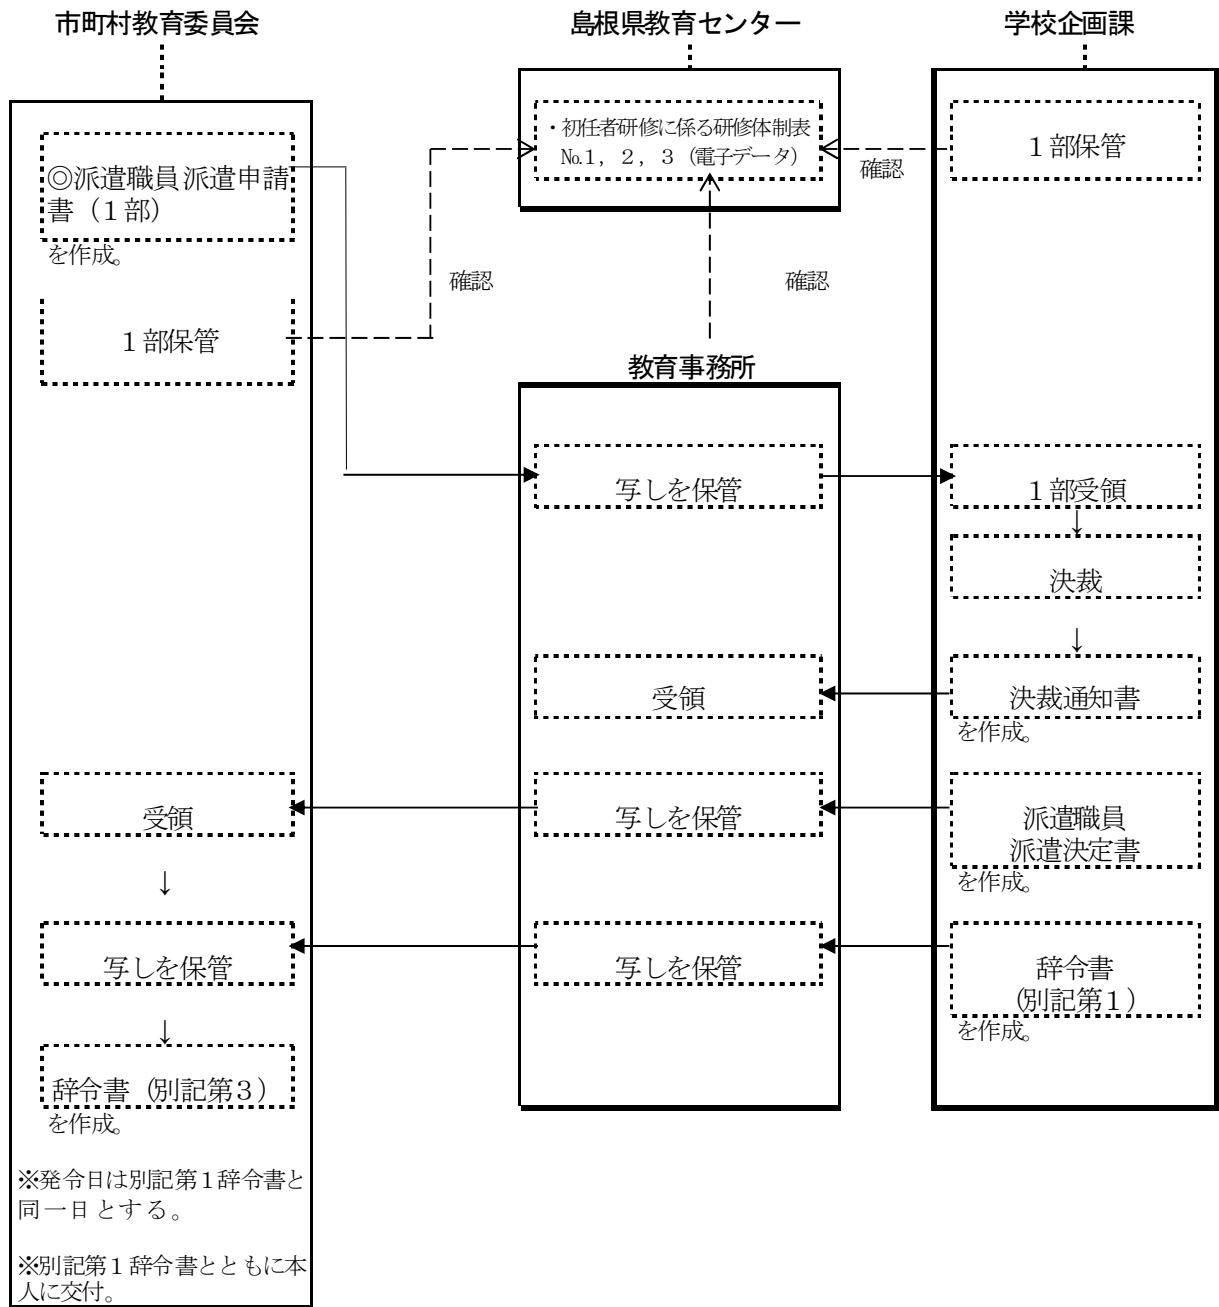 市町村教育委員会
島根県教育センター
学校企画課
・初任者研修に係る研修体制表
№1，2，3（電子データ）
１部保管
確認
◎派遣職員派遣申請
書（１部）
を作成。
確認
確認
１部保管
教育事務所
写しを保管
１部受領
↓
決裁
↓
受領
決裁通知書
を作成。
受領
写しを保管
派遣職員
派遣決定書
を作成。
↓
写しを保管
写しを保管
辞令書
（別記第１）
を作成。
↓
辞令書（別記第３）
を作成。
※発令日は別記第１辞令書と
同一日とする。
※別記第１辞令書とともに本
人に交付。